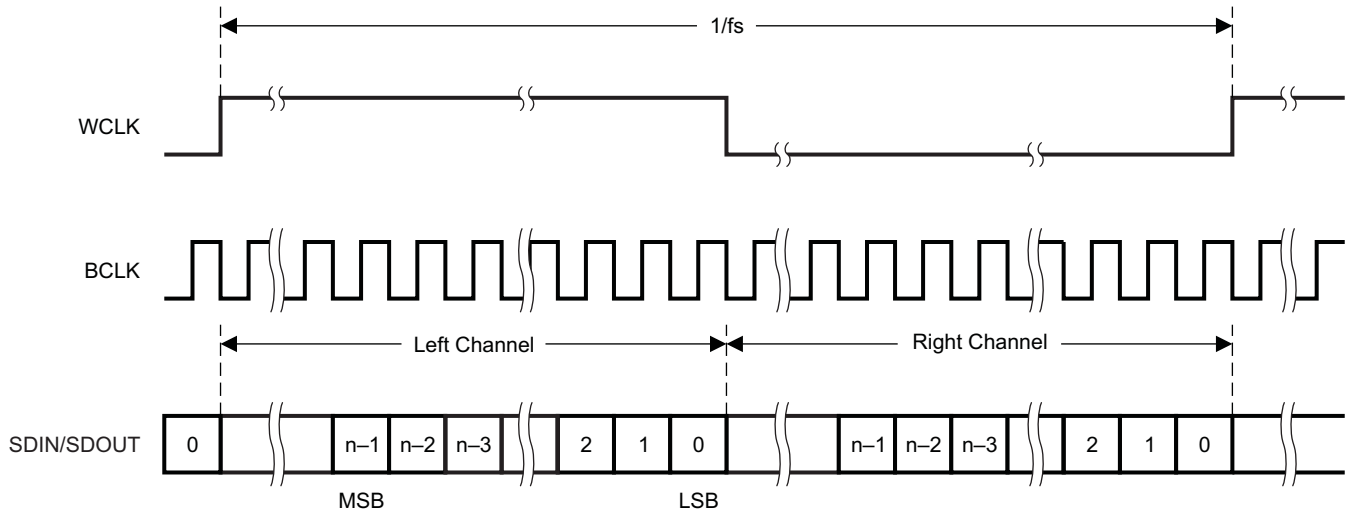 1/fs
WCLK
BCLK
Left Channel
Right Channel
SDIN/SDOUT 0 n–1 n–2 n–3 2 1 0 n–1 n–2 n–3 2 1 0
MSB LSB